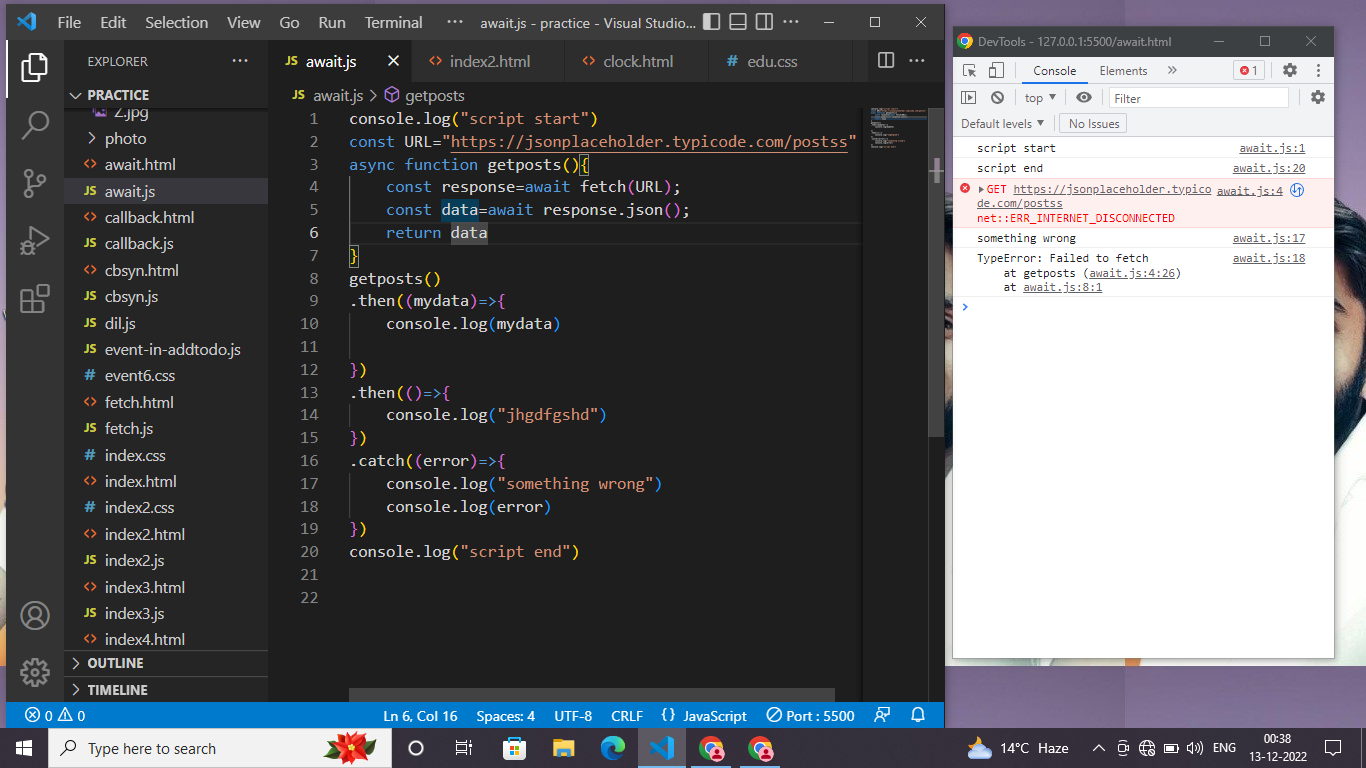 File Edit Selection View Go Run Terminal ··· await.js - practice - Visual Studio...
EXPLORER ···
PRACTICE
2.jpg
photo
await.html
JS await.js
callback.html
JS callback.js
cbsyn.html
JS cbsyn.js
JS dil.js
JS event-in-addtodo.js
# event6.css
fetch.html
JS fetch.js
# index.css
index.html
# index2.css
index2.html
JS index2.js
index3.html
JS index3.js
index4.html
OUTLINE
TIMELINE
JS await.js × <> index2.html <> clock.html # edu.css ···
JS await.js > getposts
1 console.log("script start")
2 const URL="https://jsonplaceholder.typicode.com/postss"
3 async function getposts(){
4 const response=await fetch(URL);
5 const data=await response.json();
6 return data
7 }
8 getposts()
9 .then((mydata)=>{
10 console.log(mydata)
11
12 })
13 .then(()=>{
14 console.log("jhgdfgshd")
15 })
16 .catch((error)=>{
17 console.log("something wrong")
18 console.log(error)
19 })
20 console.log("script end")
21
22
0 0 Ln 6, Col 16 Spaces: 4 UTF-8 CRLF {} JavaScript Port : 5500
DevTools - 127.0.0.1:5500/await.html
Console Elements » 1
top Filter
Default levels No Issues
script start await.js:1
script end await.js:20
GET https://jsonplaceholder.typico await.js:4
de.com/postss
net::ERR_INTERNET_DISCONNECTED
something wrong await.js:17
TypeError: Failed to fetch await.js:18
at getposts (await.js:4:26)
at await.js:8:1
Type here to search 14°C Haze ENG 00:38
13-12-2022